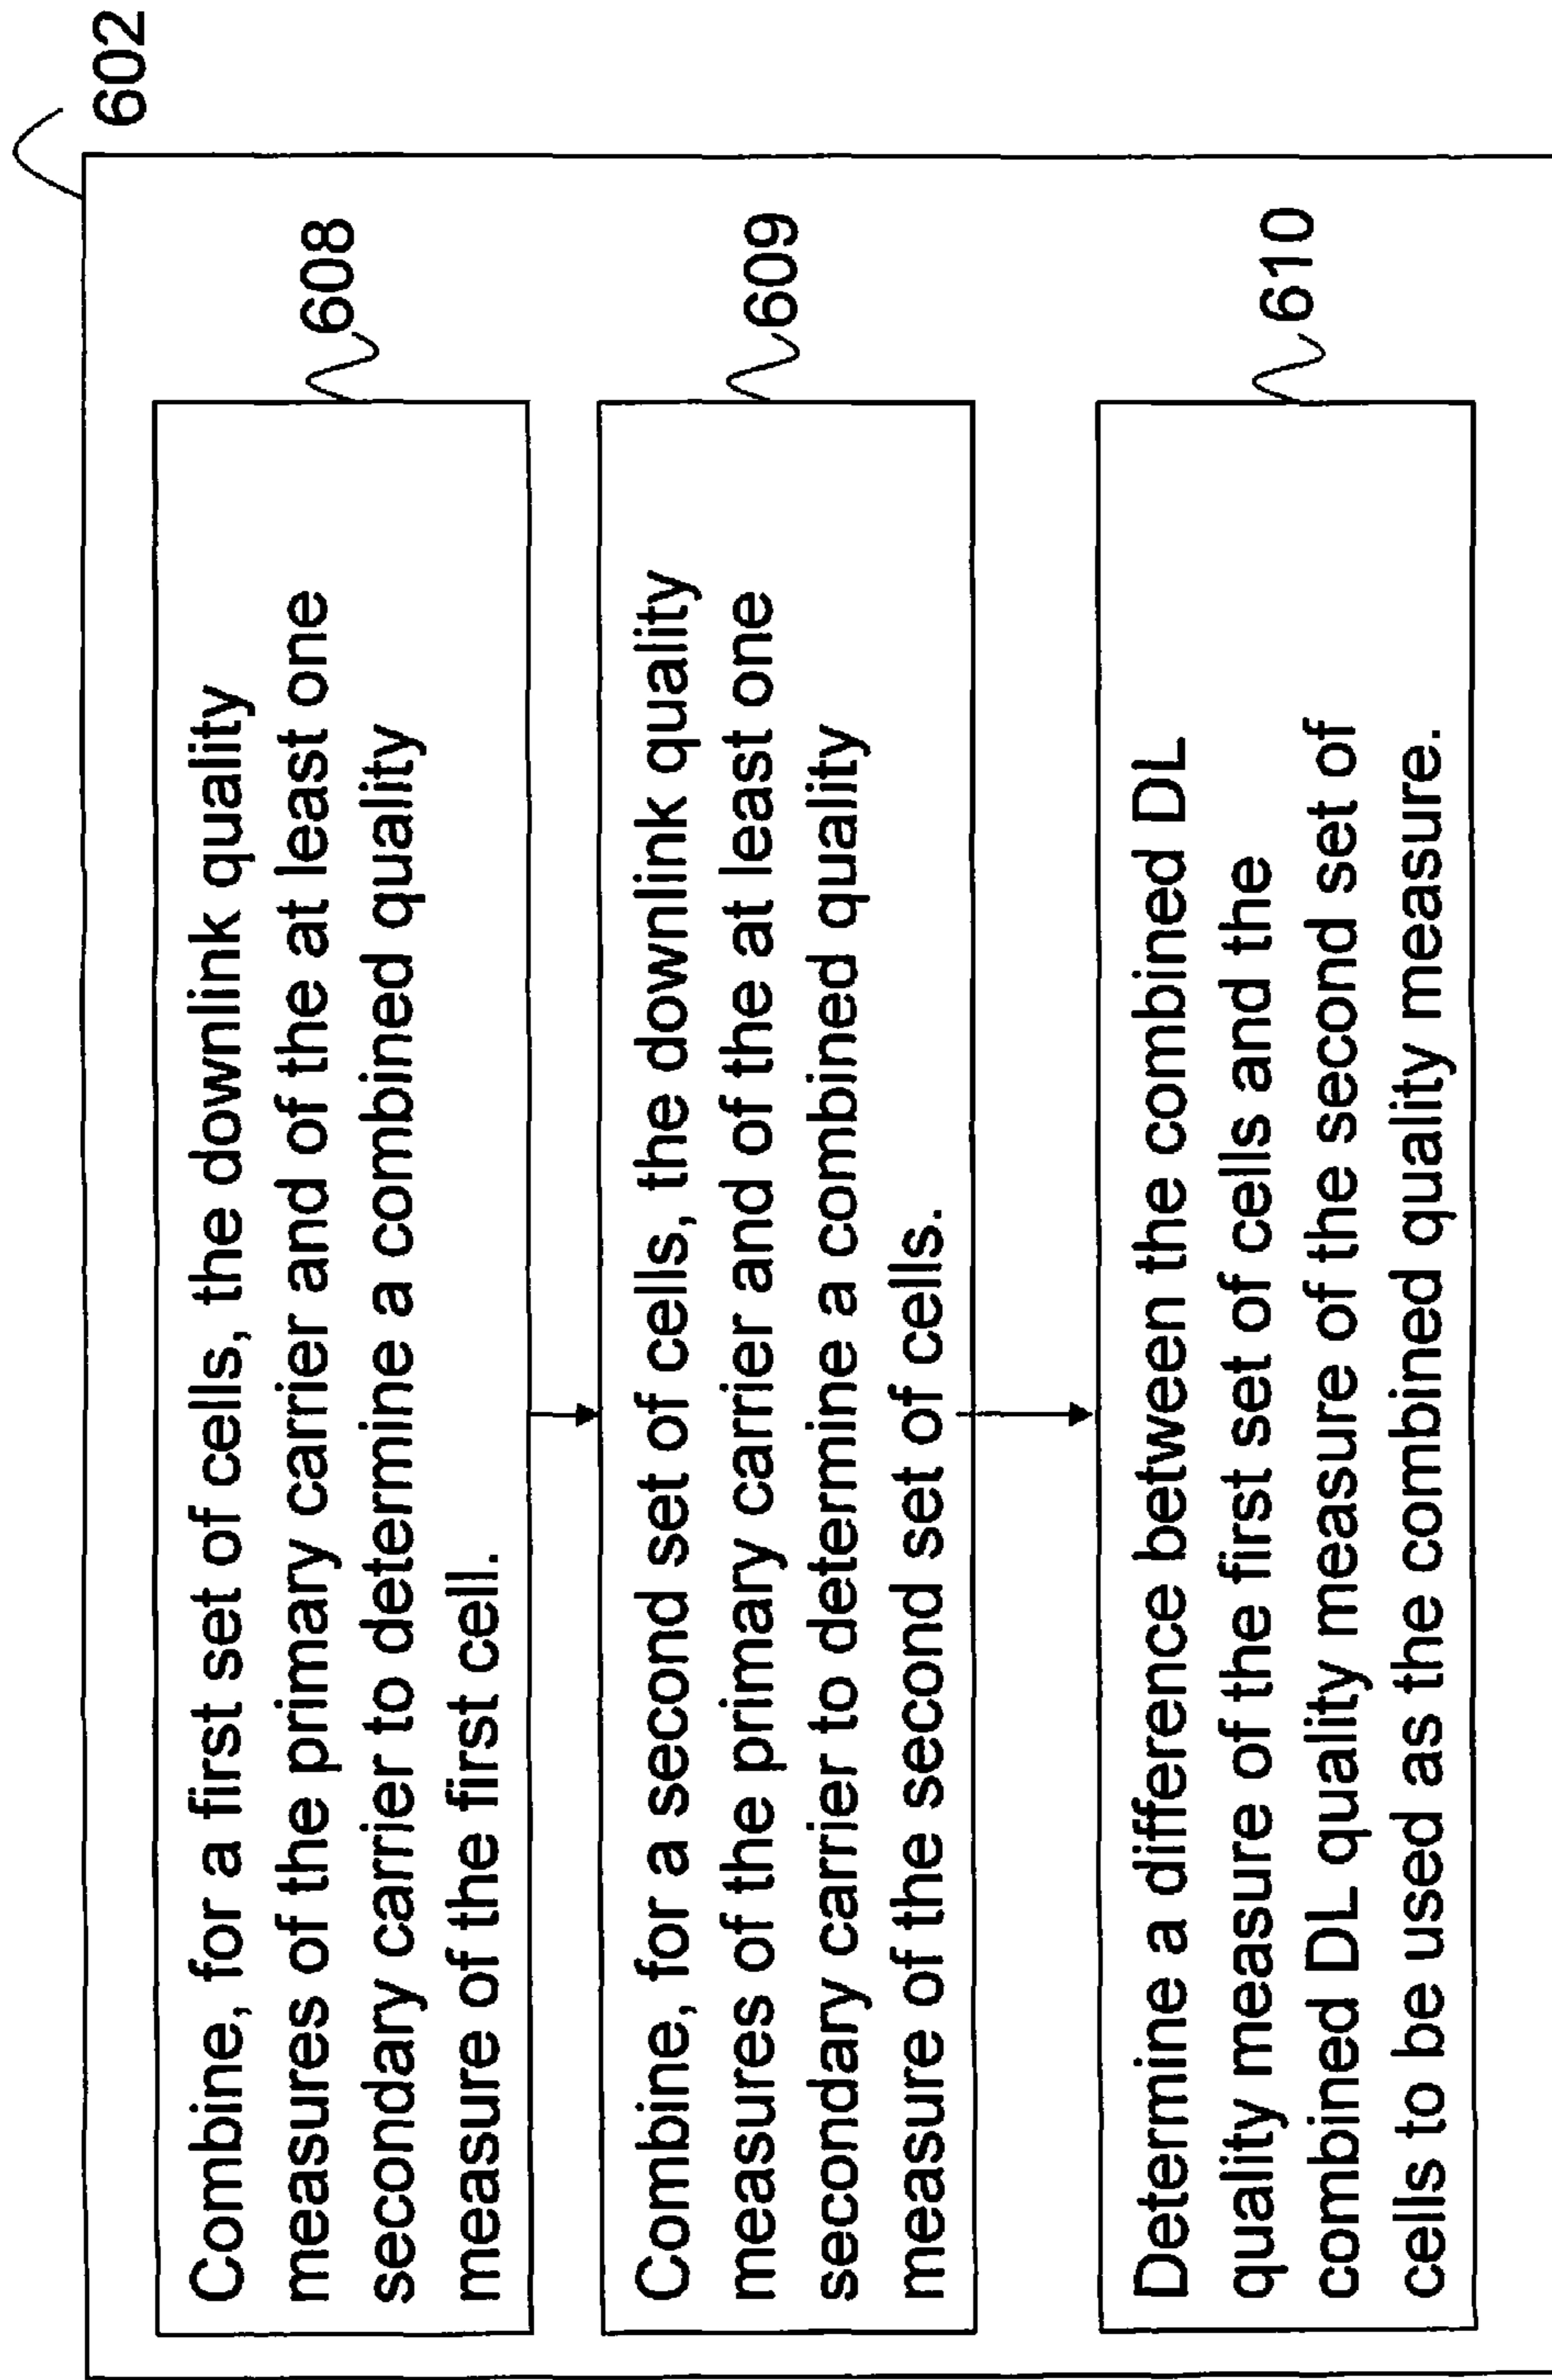 602
Combine, for a first set of cells, the downlink quality
measures of the primary carrier and of the at least one
secondary carrier to determine a combined quality
measure of the first cell.
608
Combine, for a second set of cells, the downlink quality
measures of the primary carrier and of the at least one
secondary carrier to determine a combined quality
measure of the second set of cells.
609
Determine a difference between the combined DL
quality measure of the first set of cells and the
combined DL quality measure of the second set of
cells to be used as the combined quality measure.
610